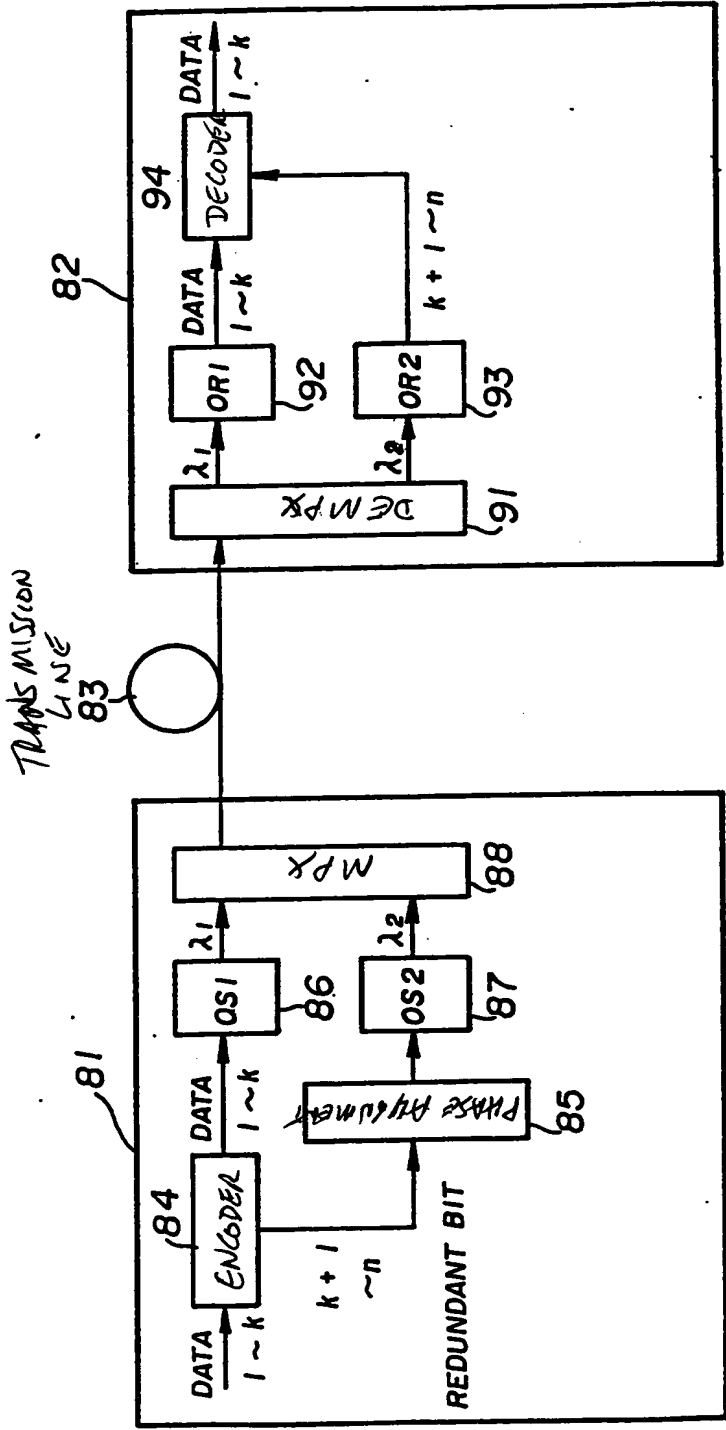 81
DATA
1 ~ k
84
ENCODER
DATA
1 ~ k
k + 1
~ n
REDUNDANT BIT
OS1
86
λ1
PHASE
85
OS2
87
λ2
MPX
88
TRANSMISSION
LINE
83
82
DEMPX
91
λ1
OR1
92
DATA
1 ~ k
λ2
OR2
93
k + 1 ~ n
94
DECODER
DATA
1 ~ k